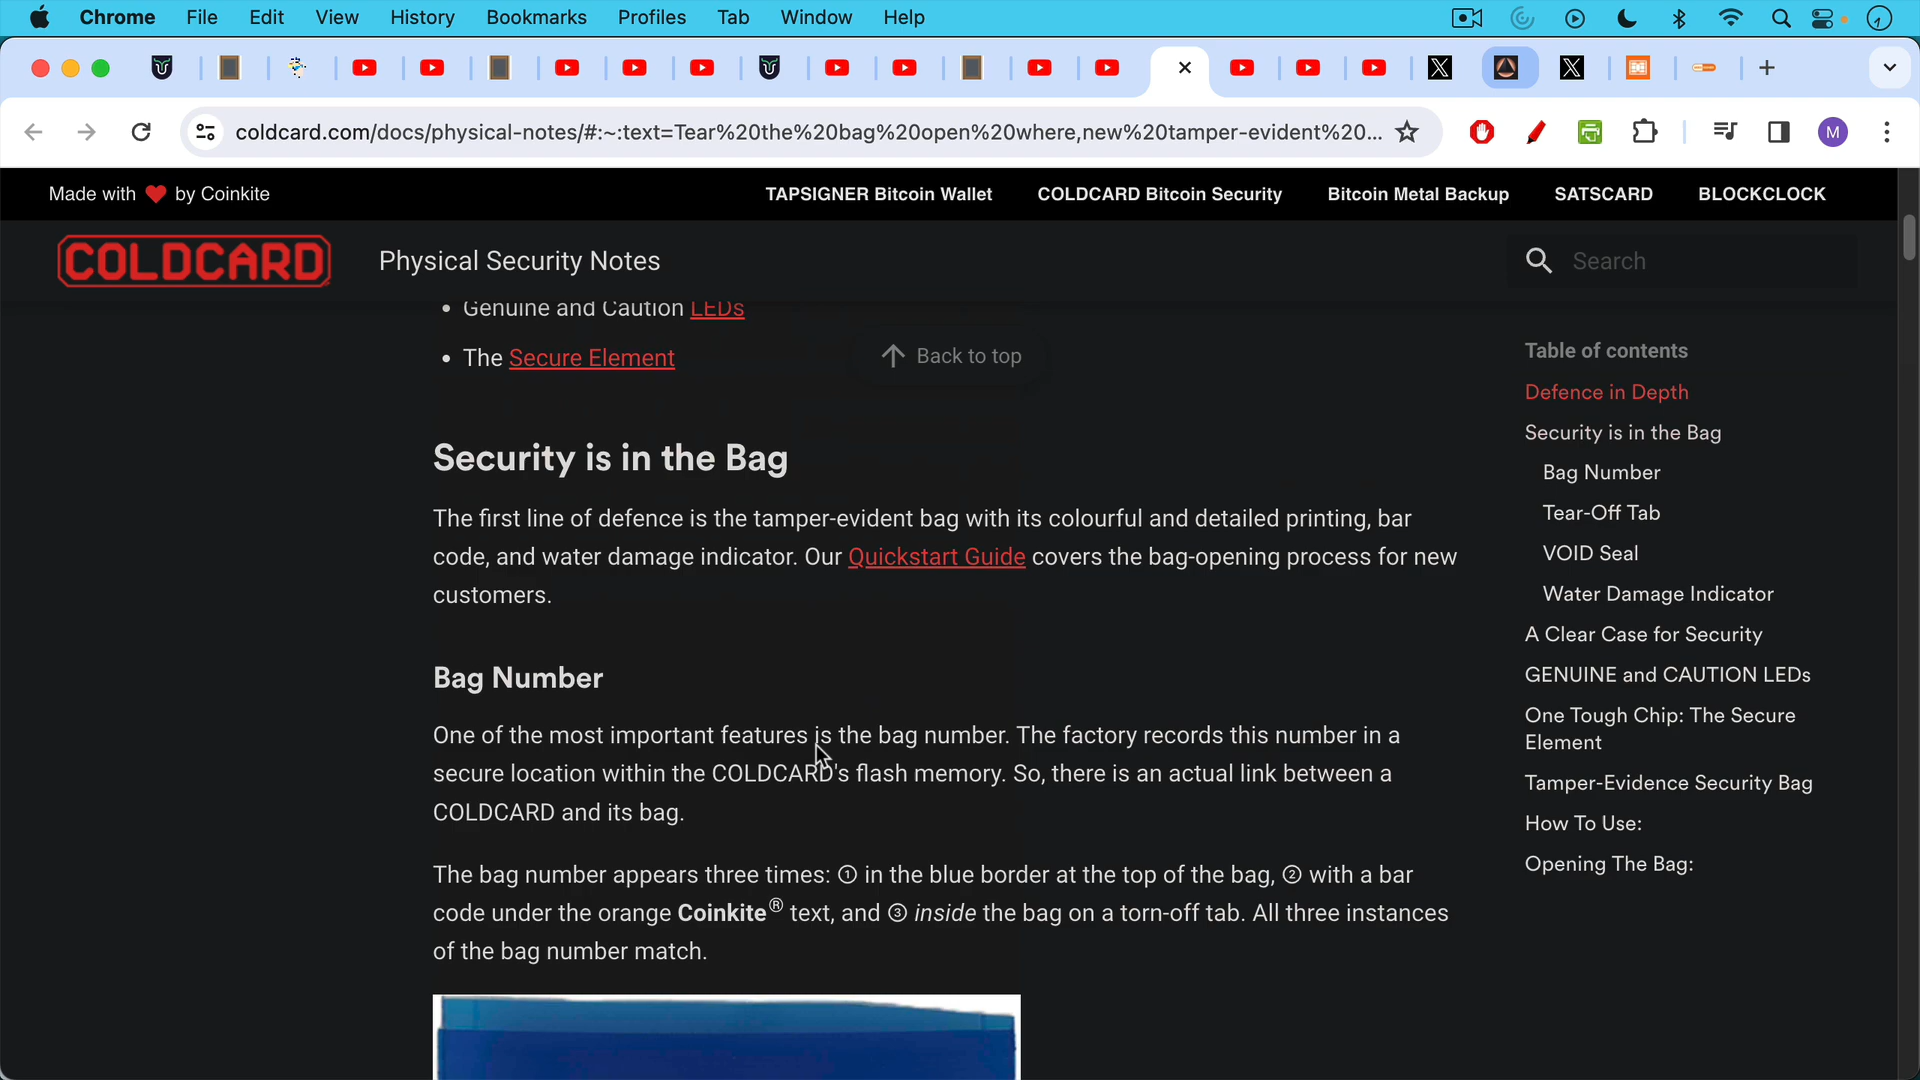 Chrome File Edit View History Bookmarks Profiles Tab Window Help
coldcard.com/docs/physical-notes/#:~:text=Tear%20the%20bag%20open%20where,new%20tamper-evident%20... M
Made with ❤ by Coinkite TAPSIGNER Bitcoin Wallet COLDCARD Bitcoin Security Bitcoin Metal Backup SATSCARD BLOCKCLOCK
COLDCARD Physical Security Notes Search
• Genuine and Caution LEDs
• The Secure Element
Back to top
Security is in the Bag
The first line of defence is the tamper-evident bag with its colourful and detailed printing, bar
code, and water damage indicator. Our Quickstart Guide covers the bag-opening process for new
customers.
Bag Number
One of the most important features is the bag number. The factory records this number in a
secure location within the COLDCARD's flash memory. So, there is an actual link between a
COLDCARD and its bag.
The bag number appears three times: ① in the blue border at the top of the bag, ② with a bar
code under the orange Coinkite® text, and ③ inside the bag on a torn-off tab. All three instances
of the bag number match.
Table of contents
Defence in Depth
Security is in the Bag
Bag Number
Tear-Off Tab
VOID Seal
Water Damage Indicator
A Clear Case for Security
GENUINE and CAUTION LEDs
One Tough Chip: The Secure
Element
Tamper-Evidence Security Bag
How To Use:
Opening The Bag: